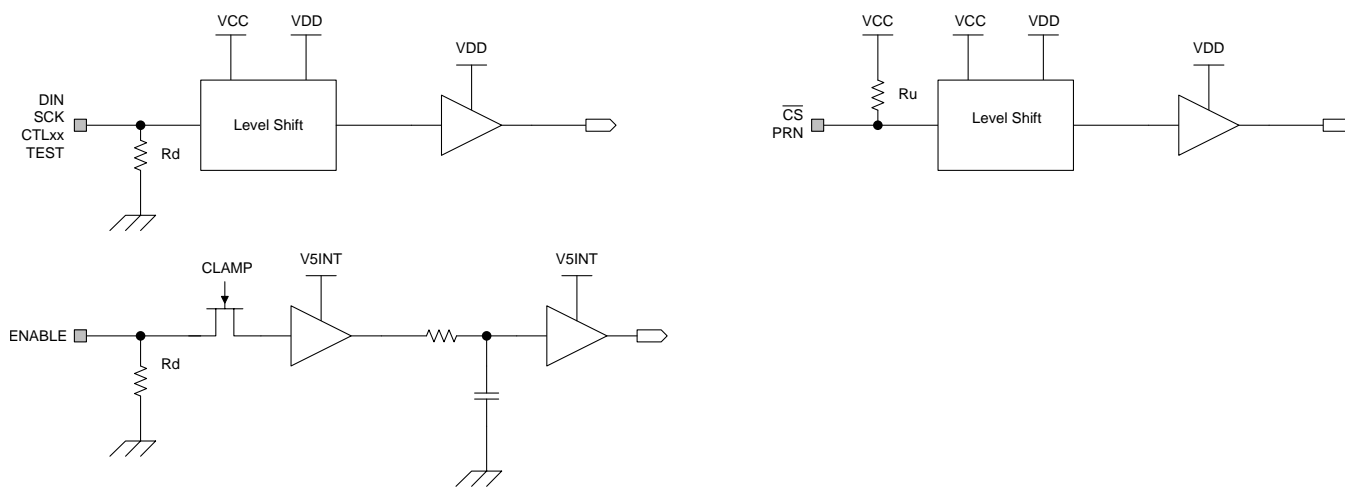 VCC
VDD
VDD
DIN
SCK
CTLxx
TEST
Level Shift
Rd
VCC
VCC
VDD
VDD
Ru
C̅S̅
PRN
Level Shift
CLAMP
V5INT
V5INT
ENABLE
Rd